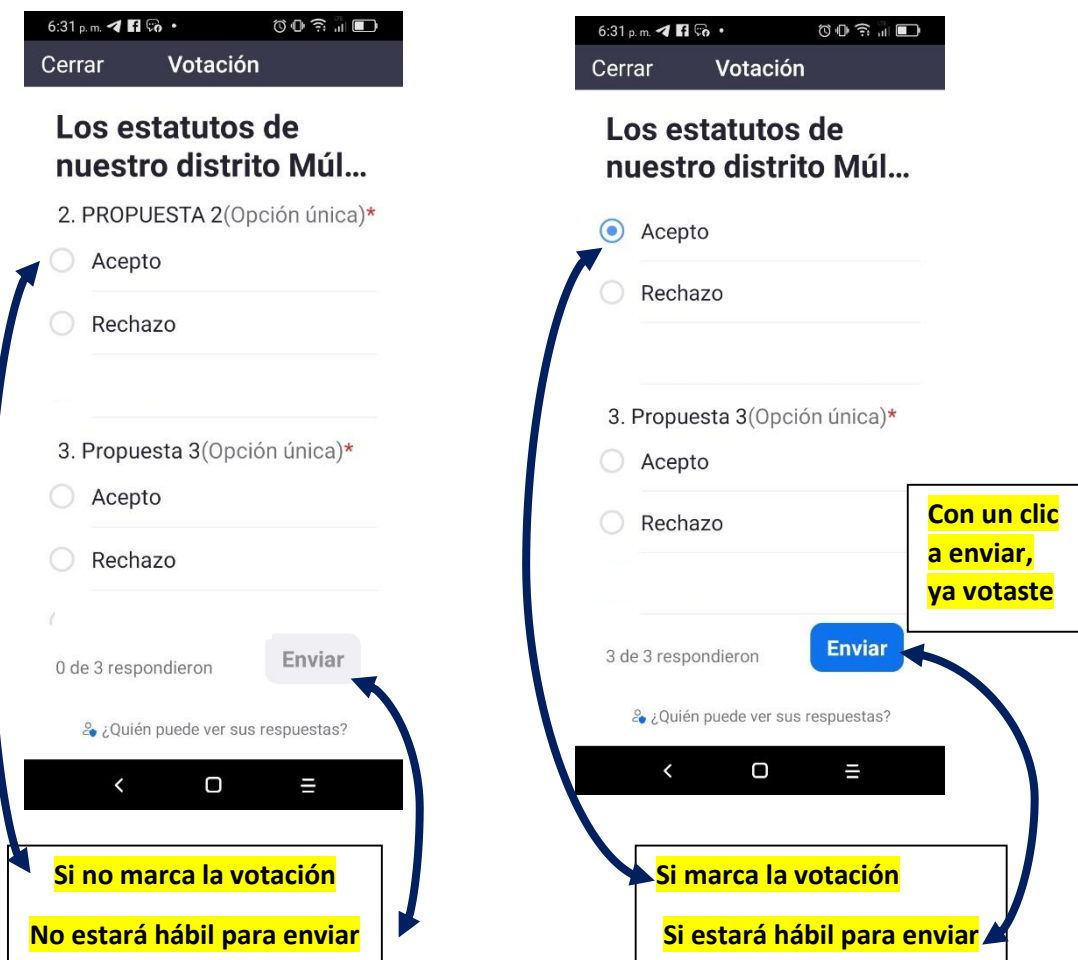 6:31 p. m.
Cerrar Votación
Los estatutos de
nuestro distrito Múl...
2. PROPUESTA 2(Opción única)*
Acepto
Rechazo
3. Propuesta 3(Opción única)*
Acepto
Rechazo
0 de 3 respondieron
Enviar
¿Quién puede ver sus respuestas?
Si no marca la votación
No estará hábil para enviar
6:31 p. m.
Cerrar Votación
Los estatutos de
nuestro distrito Múl...
Acepto
Rechazo
3. Propuesta 3(Opción única)*
Acepto
Rechazo
Con un clic
a enviar,
ya votaste
3 de 3 respondieron
Enviar
¿Quién puede ver sus respuestas?
Si marca la votación
Si estará hábil para enviar